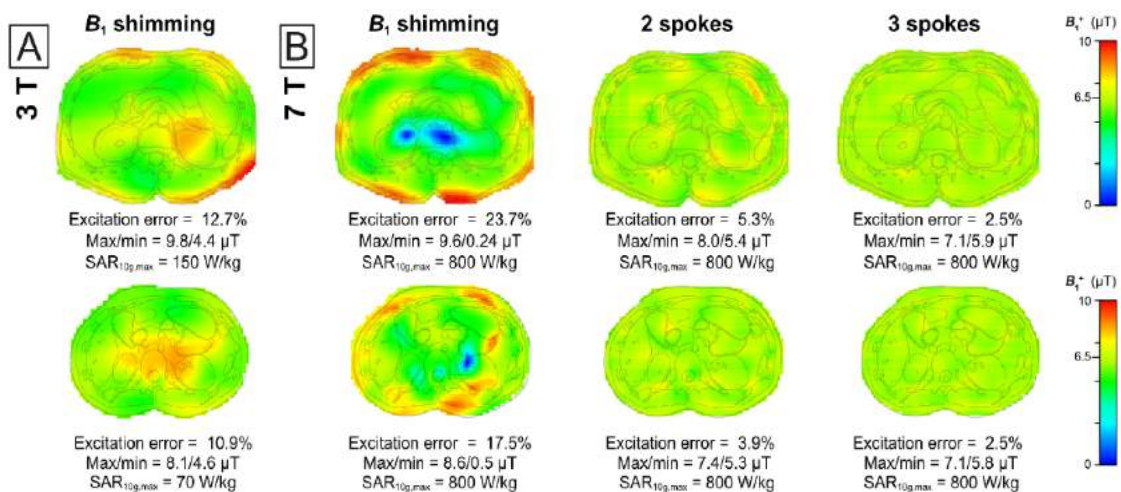 A
B₁ shimming
B
B₁ shimming
2 spokes
3 spokes
B₁⁺ (µT)
10
6.5
0
3 T
7 T
Excitation error = 12.7%
Max/min = 9.8/4.4 µT
SAR10g,max = 150 W/kg
Excitation error = 23.7%
Max/min = 9.6/0.24 µT
SAR10g,max = 800 W/kg
Excitation error = 5.3%
Max/min = 8.0/5.4 µT
SAR10g,max = 800 W/kg
Excitation error = 2.5%
Max/min = 7.1/5.9 µT
SAR10g,max = 800 W/kg
B₁⁺ (µT)
10
6.5
0
Excitation error = 10.9%
Max/min = 8.1/4.6 µT
SAR10g,max = 70 W/kg
Excitation error = 17.5%
Max/min = 8.6/0.5 µT
SAR10g,max = 800 W/kg
Excitation error = 3.9%
Max/min = 7.4/5.3 µT
SAR10g,max = 800 W/kg
Excitation error = 2.5%
Max/min = 7.1/5.8 µT
SAR10g,max = 800 W/kg